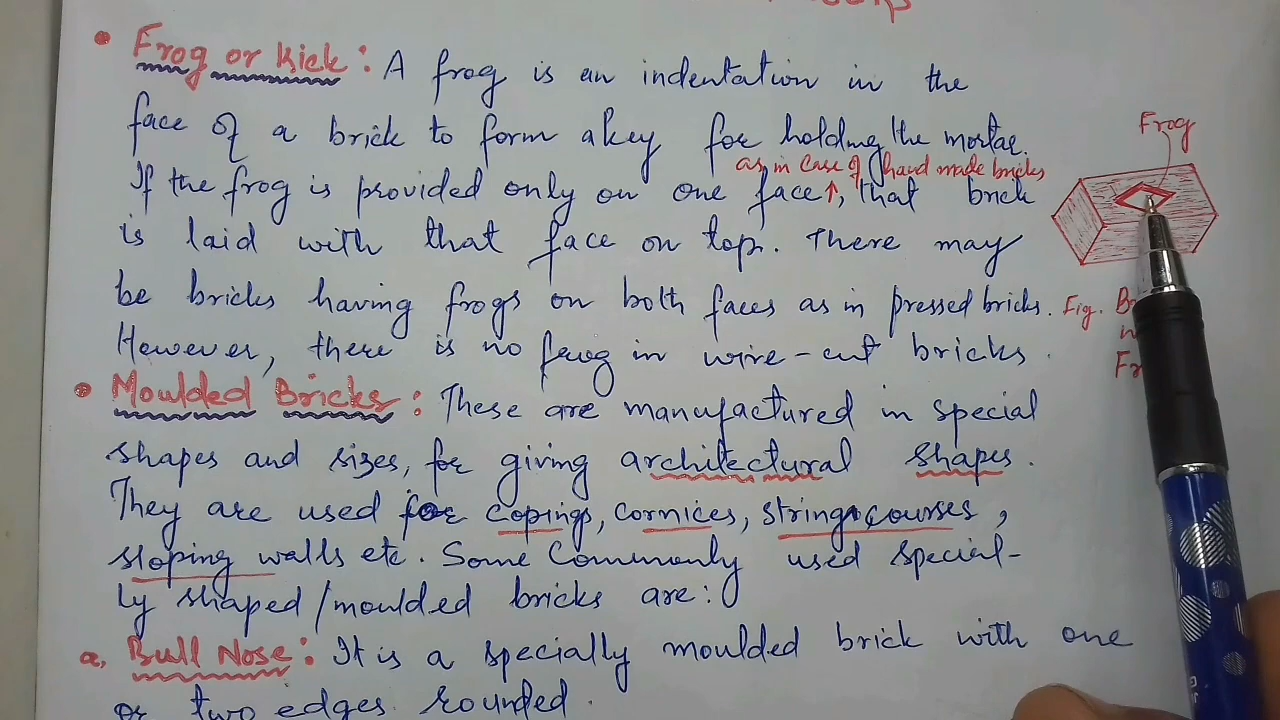 • Frog or Kick: A frog is an indentation in the
face of a brick to form a key for holding the mortar.
as in case of hand made bricks
If the frog is provided only on one face↑, that brick
is laid with that face on top. There may
be bricks having frogs on both faces as in pressed bricks.
However, there is no frog in wire-cut bricks.
Frog
Fig.
• Moulded Bricks: These are manufactured in special
shapes and sizes, for giving architectural shapes.
They are used for copings, cornices, string courses,
sloping walls etc. Some Commonly used special-
ly shaped/moulded bricks are:
a, Bull Nose: It is a specially moulded brick with one
or two edges rounded.